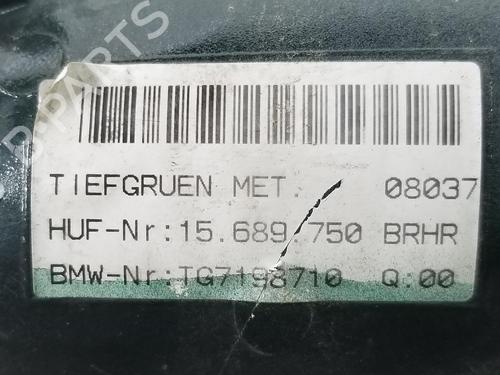 B-PARTS
TIEFGRUEN MET. 08037
HUF-Nr:15.689.750 BRHR
BMW-Nr:TG7198710 Q:00